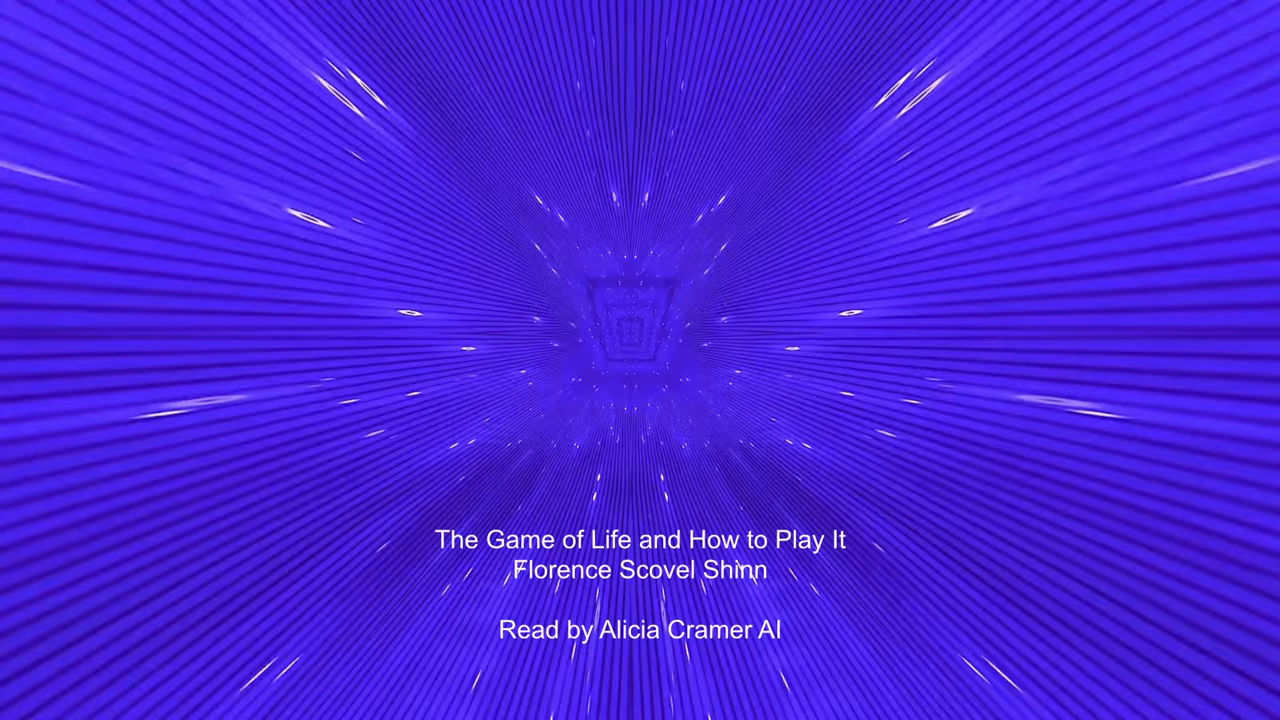 The Game of Life and How to Play It
Florence Scovel Shinn
Read by Alicia Cramer AI